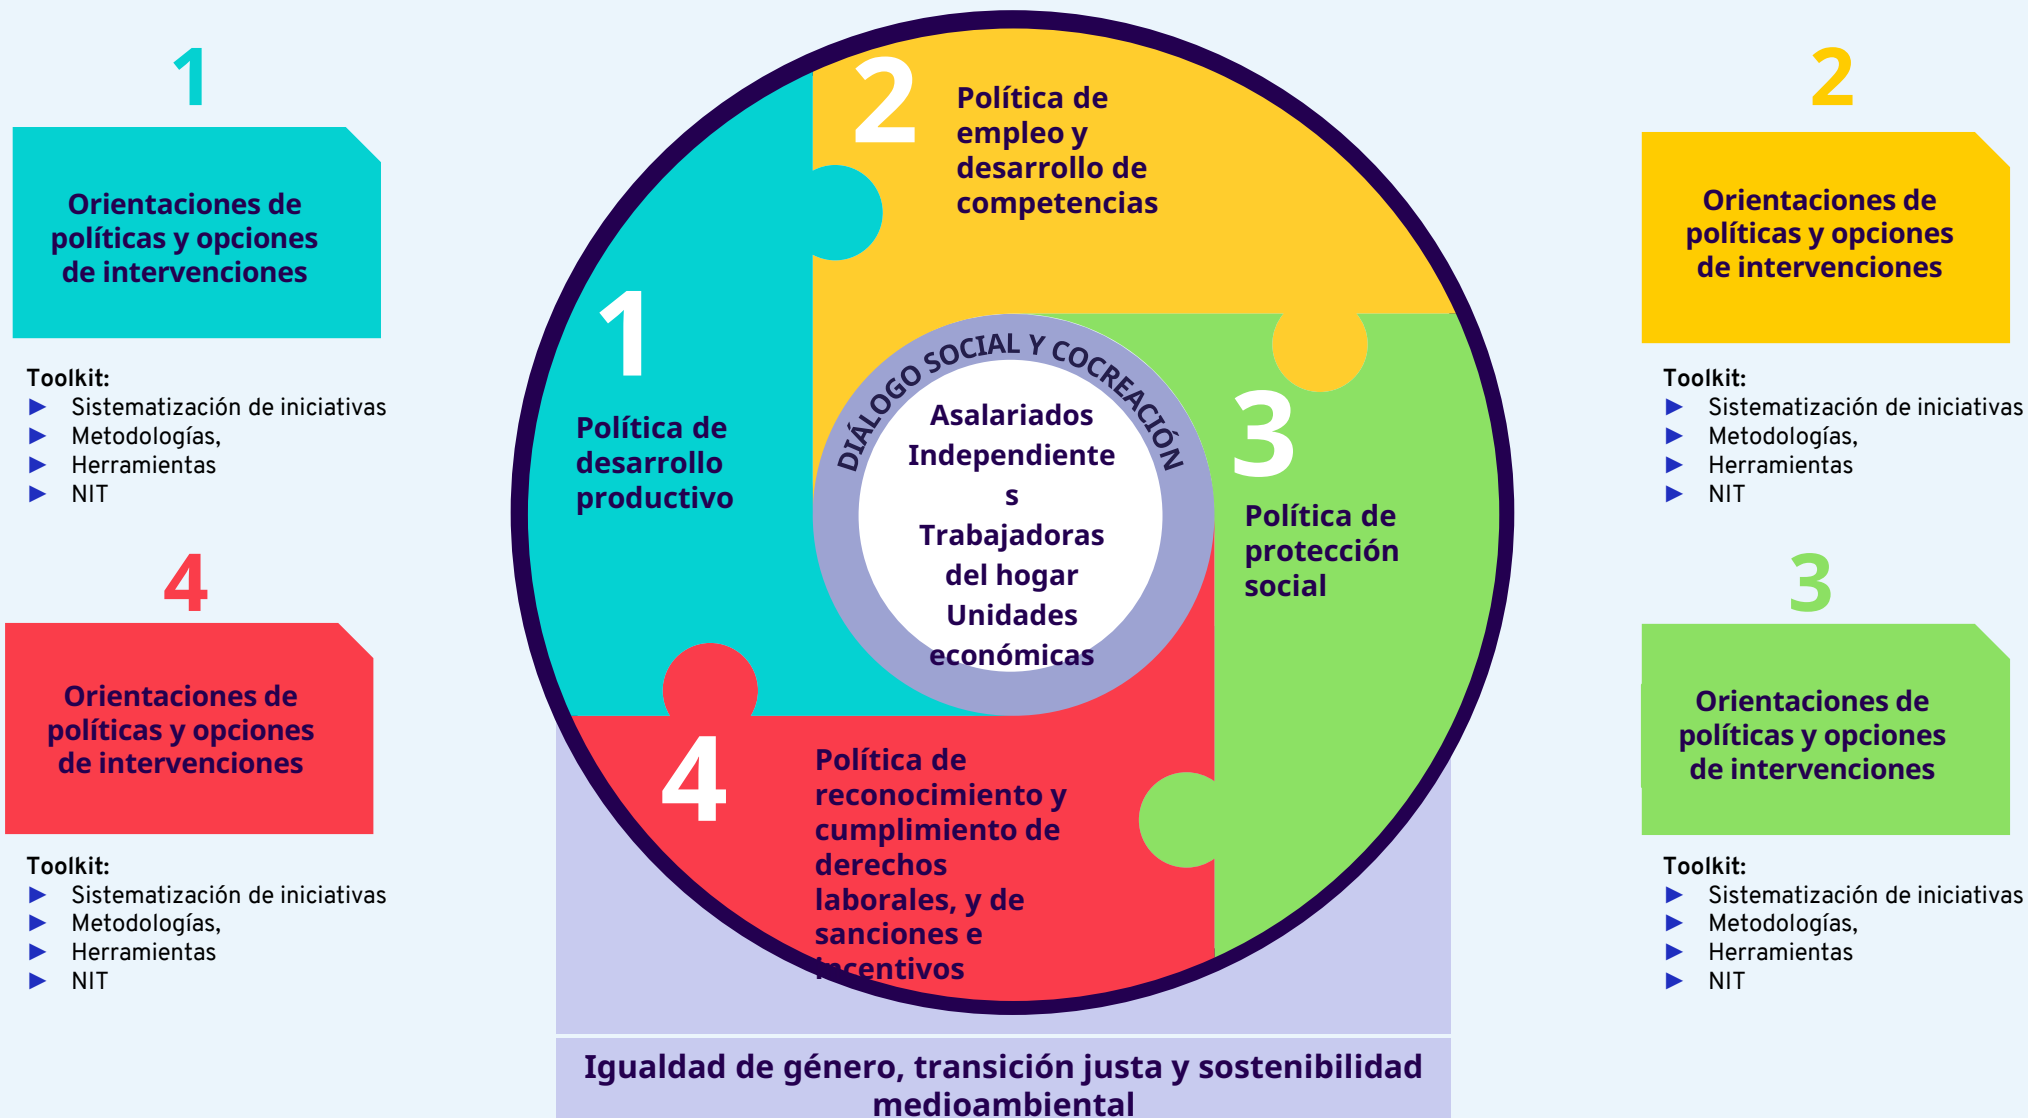 1
Orientaciones de
políticas y opciones
de intervenciones
Toolkit:
Sistematización de iniciativas
Metodologías,
Herramientas
NIT
4
Orientaciones de
políticas y opciones
de intervenciones
Toolkit:
Sistematización de iniciativas
Metodologías,
Herramientas
NIT
2
Política de
empleo y
desarrollo de
competencias
1
Política de
desarrollo
productivo
DIÁLOGO SOCIAL Y COCREACIÓN
Asalariados
Independiente
s
Trabajadoras
del hogar
Unidades
económicas
3
Política de
protección
social
4
Política de
reconocimiento y
cumplimiento de
derechos
laborales, y de
sanciones e
incentivos
Igualdad de género, transición justa y sostenibilidad
medioambiental
2
Orientaciones de
políticas y opciones
de intervenciones
Toolkit:
Sistematización de iniciativas
Metodologías,
Herramientas
NIT
3
Orientaciones de
políticas y opciones
de intervenciones
Toolkit:
Sistematización de iniciativas
Metodologías,
Herramientas
NIT